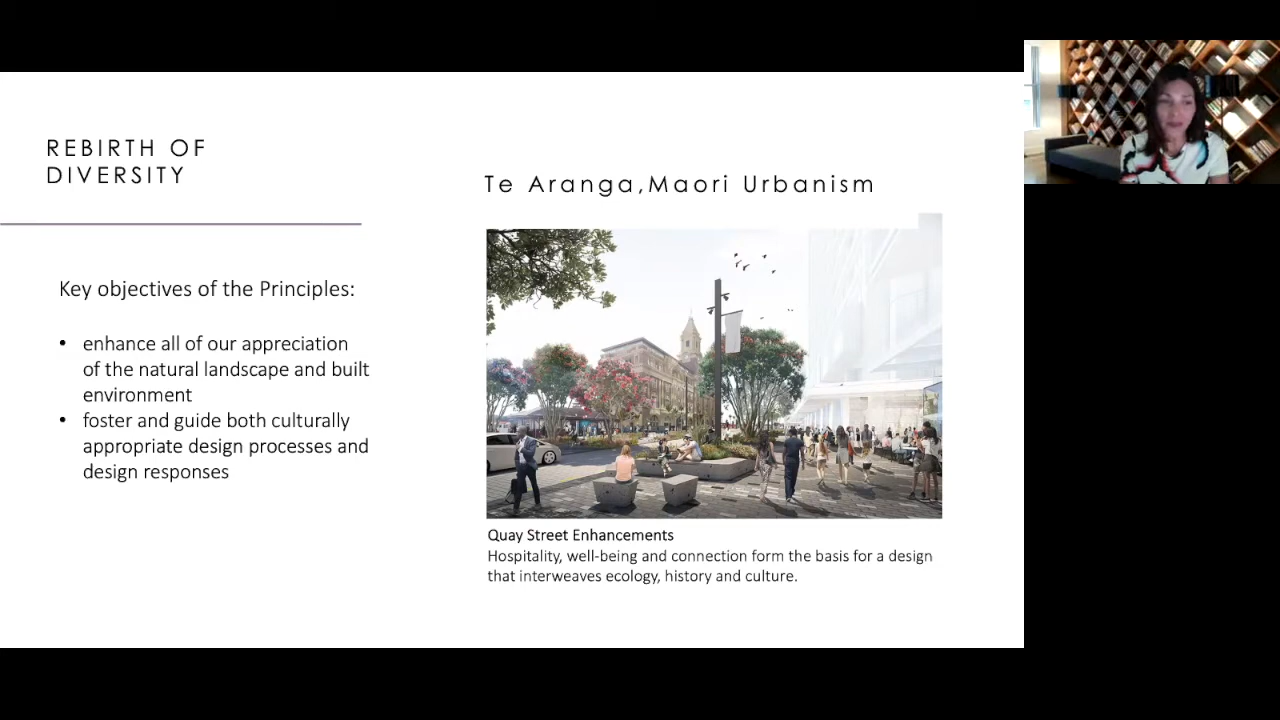 REBIRTH OF
DIVERSITY
Te Aranga,Maori Urbanism
Key objectives of the Principles:
• enhance all of our appreciation
of the natural landscape and built
environment
• foster and guide both culturally
appropriate design processes and
design responses
Quay Street Enhancements
Hospitality, well-being and connection form the basis for a design
that interweaves ecology, history and culture.